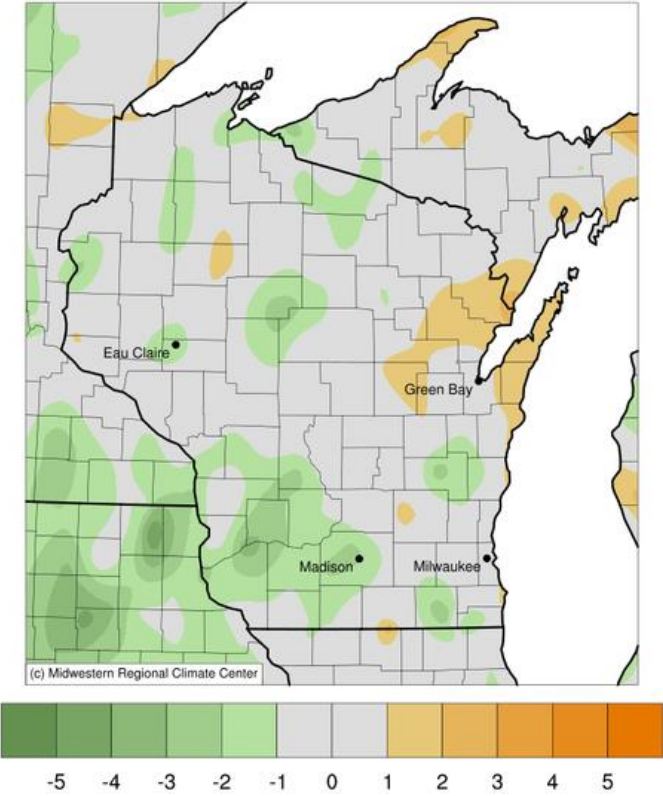 Eau Claire
Green Bay
Madison
Milwaukee
(c) Midwestern Regional Climate Center
-5 -4 -3 -2 -1 0 1 2 3 4 5